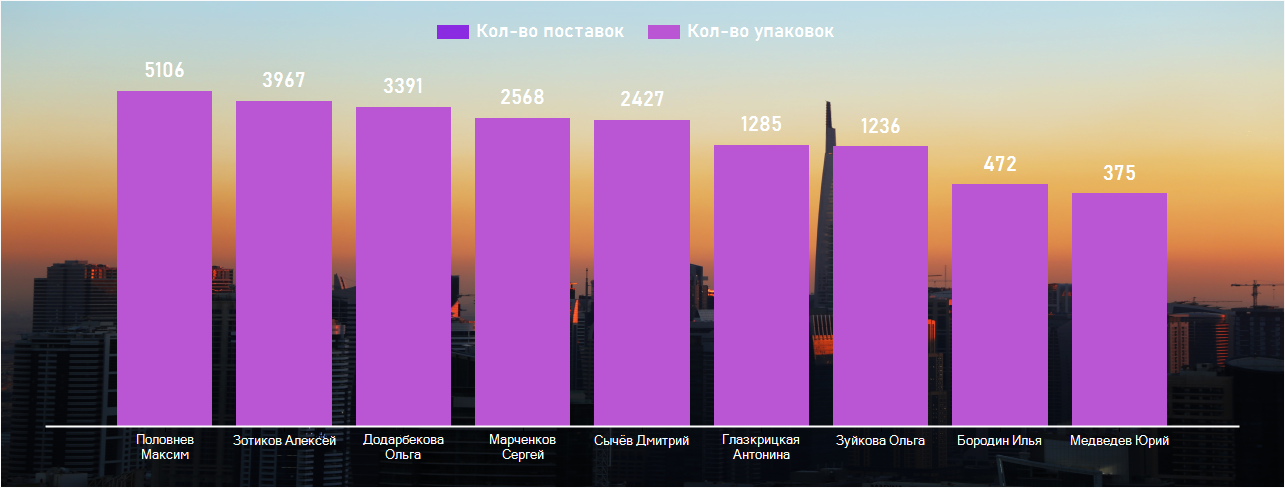 Кол-во поставок Кол-во упаковок
5106
3967
3391
2568
2427
1285
1236
472
375
Половнев
Максим
Зотиков Алексей
Додарбекова
Ольга
Марченков
Сергей
Сычёв Дмитрий
Глазкрицкая
Антонина
Зуйкова Ольга
Бородин Илья
Медведев Юрий